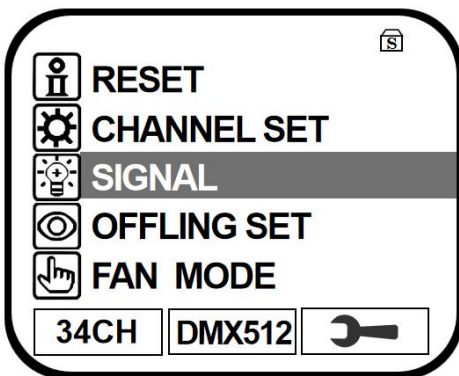 S
RESET
CHANNEL SET
SIGNAL
OFFLING SET
FAN MODE
34CH DMX512